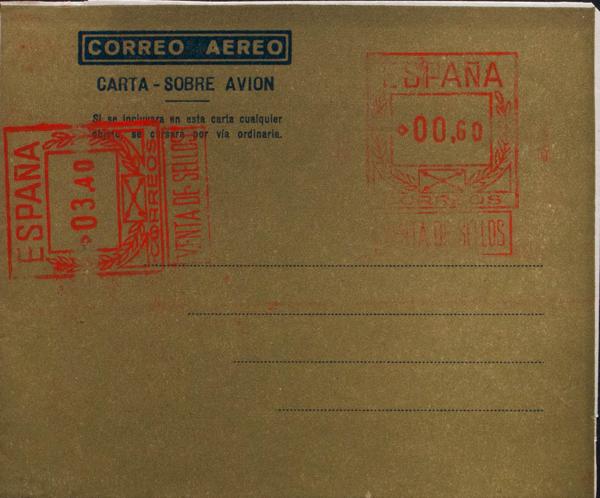 CORREO AEREO
CARTA-SOBRE AVION
Si se incluyera en esta carta cualquier
objeto, se cursará por vía ordinaria.
ESPAÑA
00,60
CORREOS
VENTA DE SELLOS
ESPAÑA
03,40
CORREOS
VENTA DE SELLOS